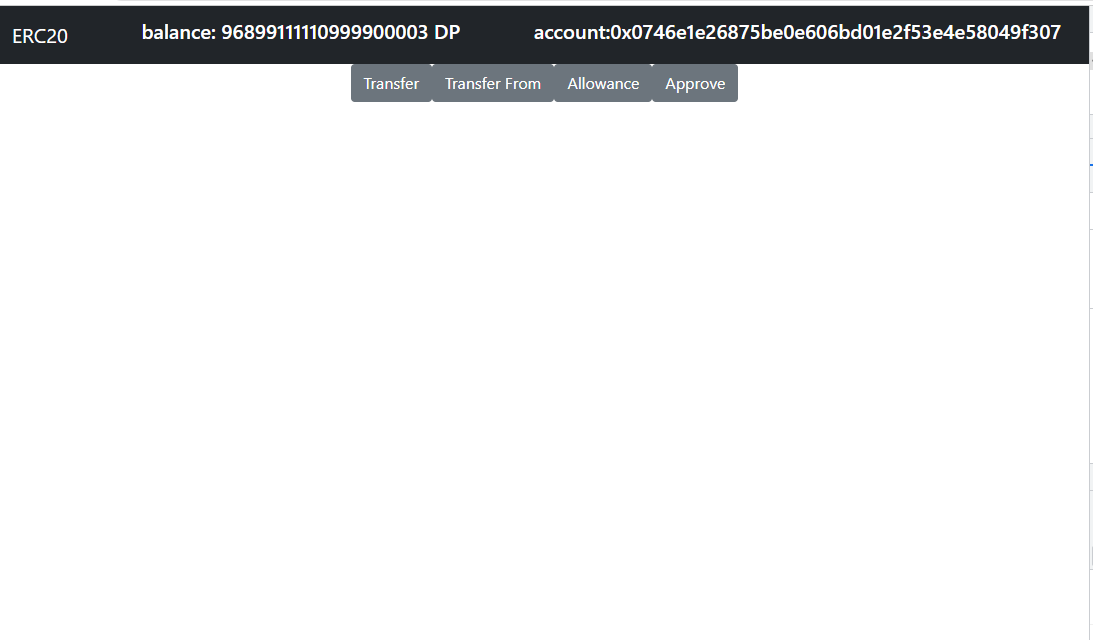 ERC20 balance: 96899111110999900003 DP account:0x0746e1e26875be0e606bd01e2f53e4e58049f307
Transfer Transfer From Allowance Approve